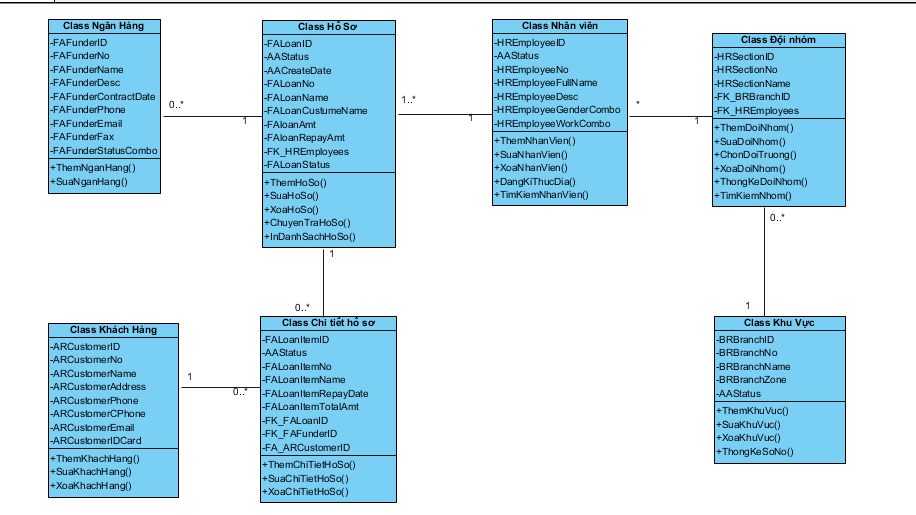 Class Ngân Hàng
-FAFunderID
-FAFunderNo
-FAFunderName
-FAFunderDesc
-FAFunderContractDate
-FAFunderPhone
-FAFunderEmail
-FAFunderFax
-FAFunderStatusCombo
+ThemNganHang()
+SuaNganHang()
0..*
1
Class Hồ Sơ
-FALoanID
-AAStatus
-AACreateDate
-FALoanNo
-FALoanName
-FALoanCustumeName
-FAloanAmt
-FAloanRepayAmt
-FK_HREmployees
-FALoanStatus
+ThemHoSo()
+SuaHoSo()
+XoaHoSo()
+ChuyenTraHoSo()
+InDanhSachHoSo()
1..*
1
Class Nhân viên
-HREmployeeID
-AAStatus
-HREmployeeNo
-HREmployeeFullName
-HREmployeeDesc
-HREmployeeGenderCombo
-HREmployeeWorkCombo
+ThemNhanVien()
+SuaNhanVien()
+XoaNhanVien()
+DangKiThucDia()
+TimKiemNhanVien()
*
1
Class Đội nhóm
-HRSectionID
-HRSectionNo
-HRSectionName
-FK_BRBranchID
-FK_HREmployees
+ThemDoiNhom()
+SuaDoiNhom()
+ChonDoiTruong()
+XoaDoiNhom()
+ThongKeDoiNhom()
+TimKiemNhom()
1
0..*
0..*
1
Class Khách Hàng
-ARCustomerID
-ARCustomerNo
-ARCustomerName
-ARCustomerAddress
-ARCustomerPhone
-ARCustomerCPhone
-ARCustomerEmail
-ARCustomerIDCard
+ThemKhachHang()
+SuaKhachHang()
+XoaKhachHang()
1
0..*
Class Chi tiết hồ sơ
-FALoanItemID
-AAStatus
-FALoanItemNo
-FALoanItemName
-FALoanItemRepayDate
-FALoanItemTotalAmt
-FK_FALoanID
-FK_FAFunderID
-FA_ARCustomerID
+ThemChiTietHoSo()
+SuaChiTietHoSo()
+XoaChiTietHoSo()
Class Khu Vực
-BRBranchID
-BRBranchNo
-BRBranchName
-BRBranchZone
-AAStatus
+ThemKhuVuc()
+SuaKhuVuc()
+XoaKhuVuc()
+ThongKeSoNo()